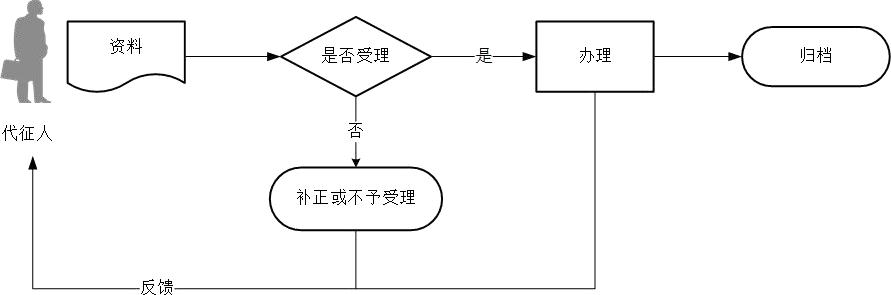 资料
是否受理
是
办理
归档
代征人
否
补正或不予受理
反馈